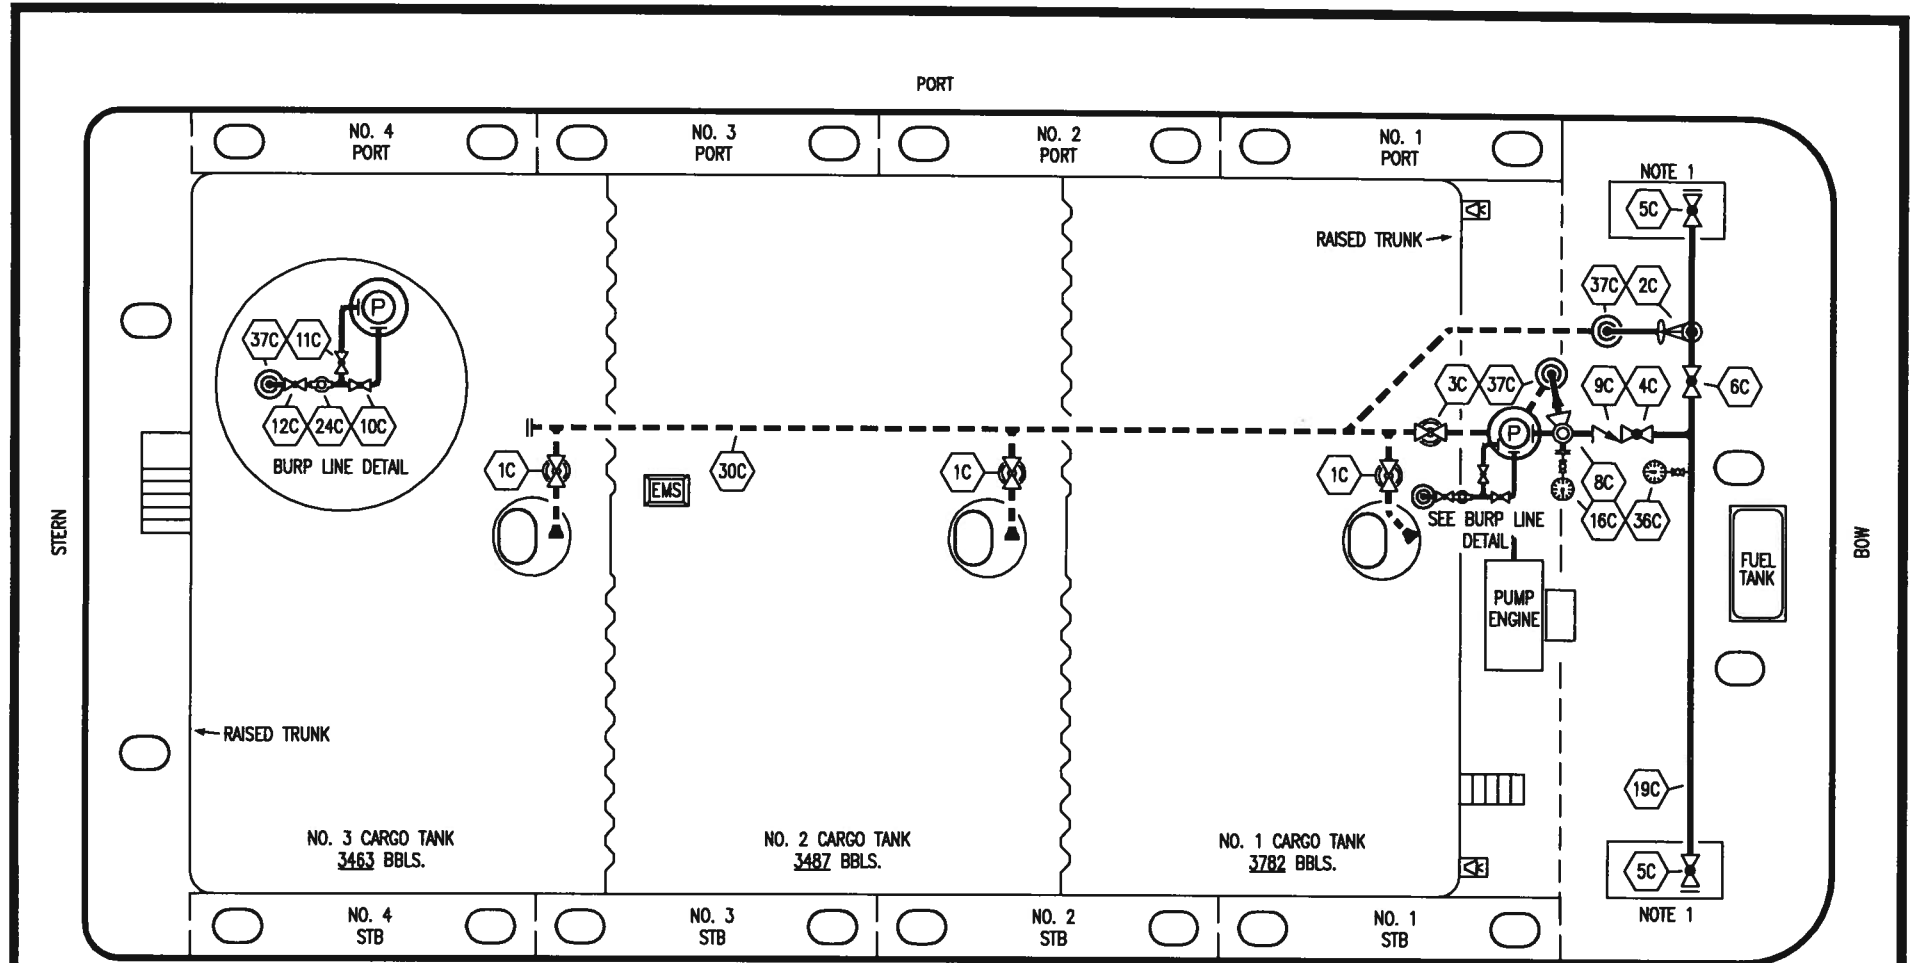 PORT
NO. 4
PORT
NO. 3
PORT
NO. 2
PORT
NO. 1
PORT
NOTE 1
5C
RAISED TRUNK
37C
2C
P
37C
11C
12C
24C
10C
BURP LINE DETAIL
3C
37C
9C
4C
6C
P
1C
30C
1C
1C
EMS
8C
16C
36C
SEE BURP LINE
DETAIL
STERN
BOW
FUEL
TANK
PUMP
ENGINE
RAISED TRUNK
19C
NO. 3 CARGO TANK
3463 BBLS.
NO. 2 CARGO TANK
3487 BBLS.
NO. 1 CARGO TANK
3782 BBLS.
5C
NOTE 1
NO. 4
STB
NO. 3
STB
NO. 2
STB
NO. 1
STB